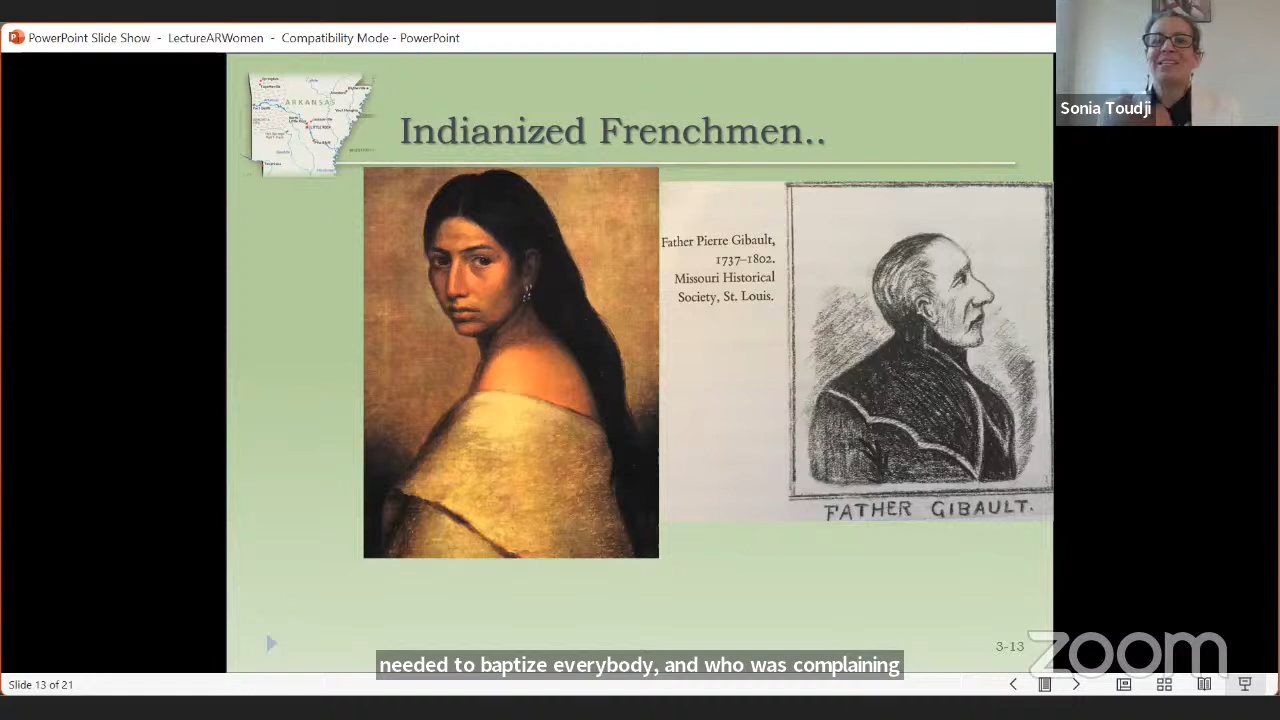 PowerPoint Slide Show - LectureARWomen - Compatibility Mode - PowerPoint
Sonia Toudji
ARKANSAS
Indianized Frenchmen..
Father Pierre Gibault,
1737–1802.
Missouri Historical
Society, St. Louis.
FATHER GIBAULT.
3-13
zoom
needed to baptize everybody, and who was complaining
Slide 13 of 21